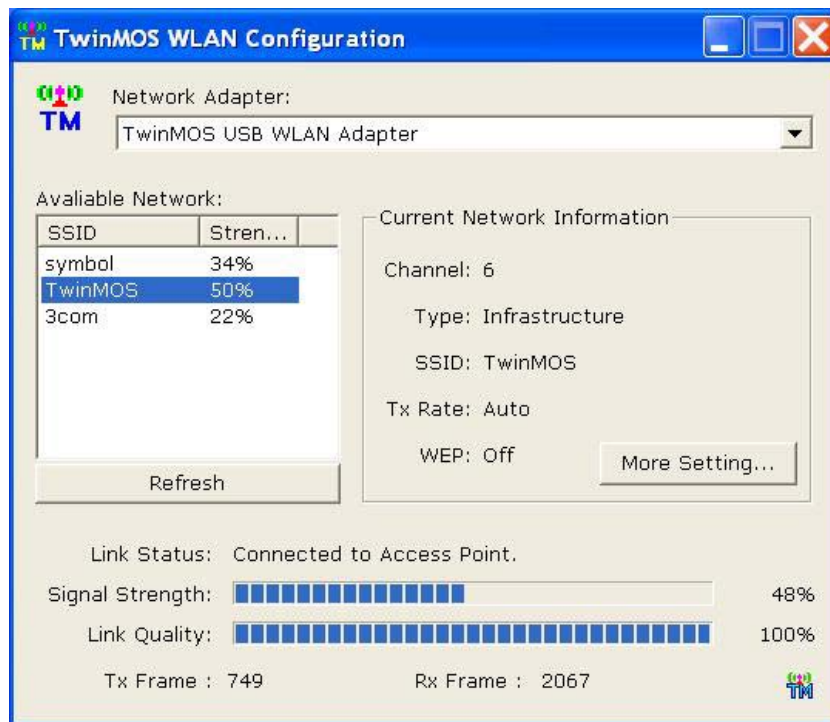 TM TwinMOS WLAN Configuration
TM
Network Adapter:
TwinMOS USB WLAN Adapter
Avaliable Network:
SSID Stren...
symbol 34%
TwinMOS 50%
3com 22%
Refresh
Current Network Information
Channel: 6
Type: Infrastructure
SSID: TwinMOS
Tx Rate: Auto
WEP: Off
More Setting...
Link Status: Connected to Access Point.
Signal Strength: 48%
Link Quality: 100%
Tx Frame : 749 Rx Frame : 2067
TM